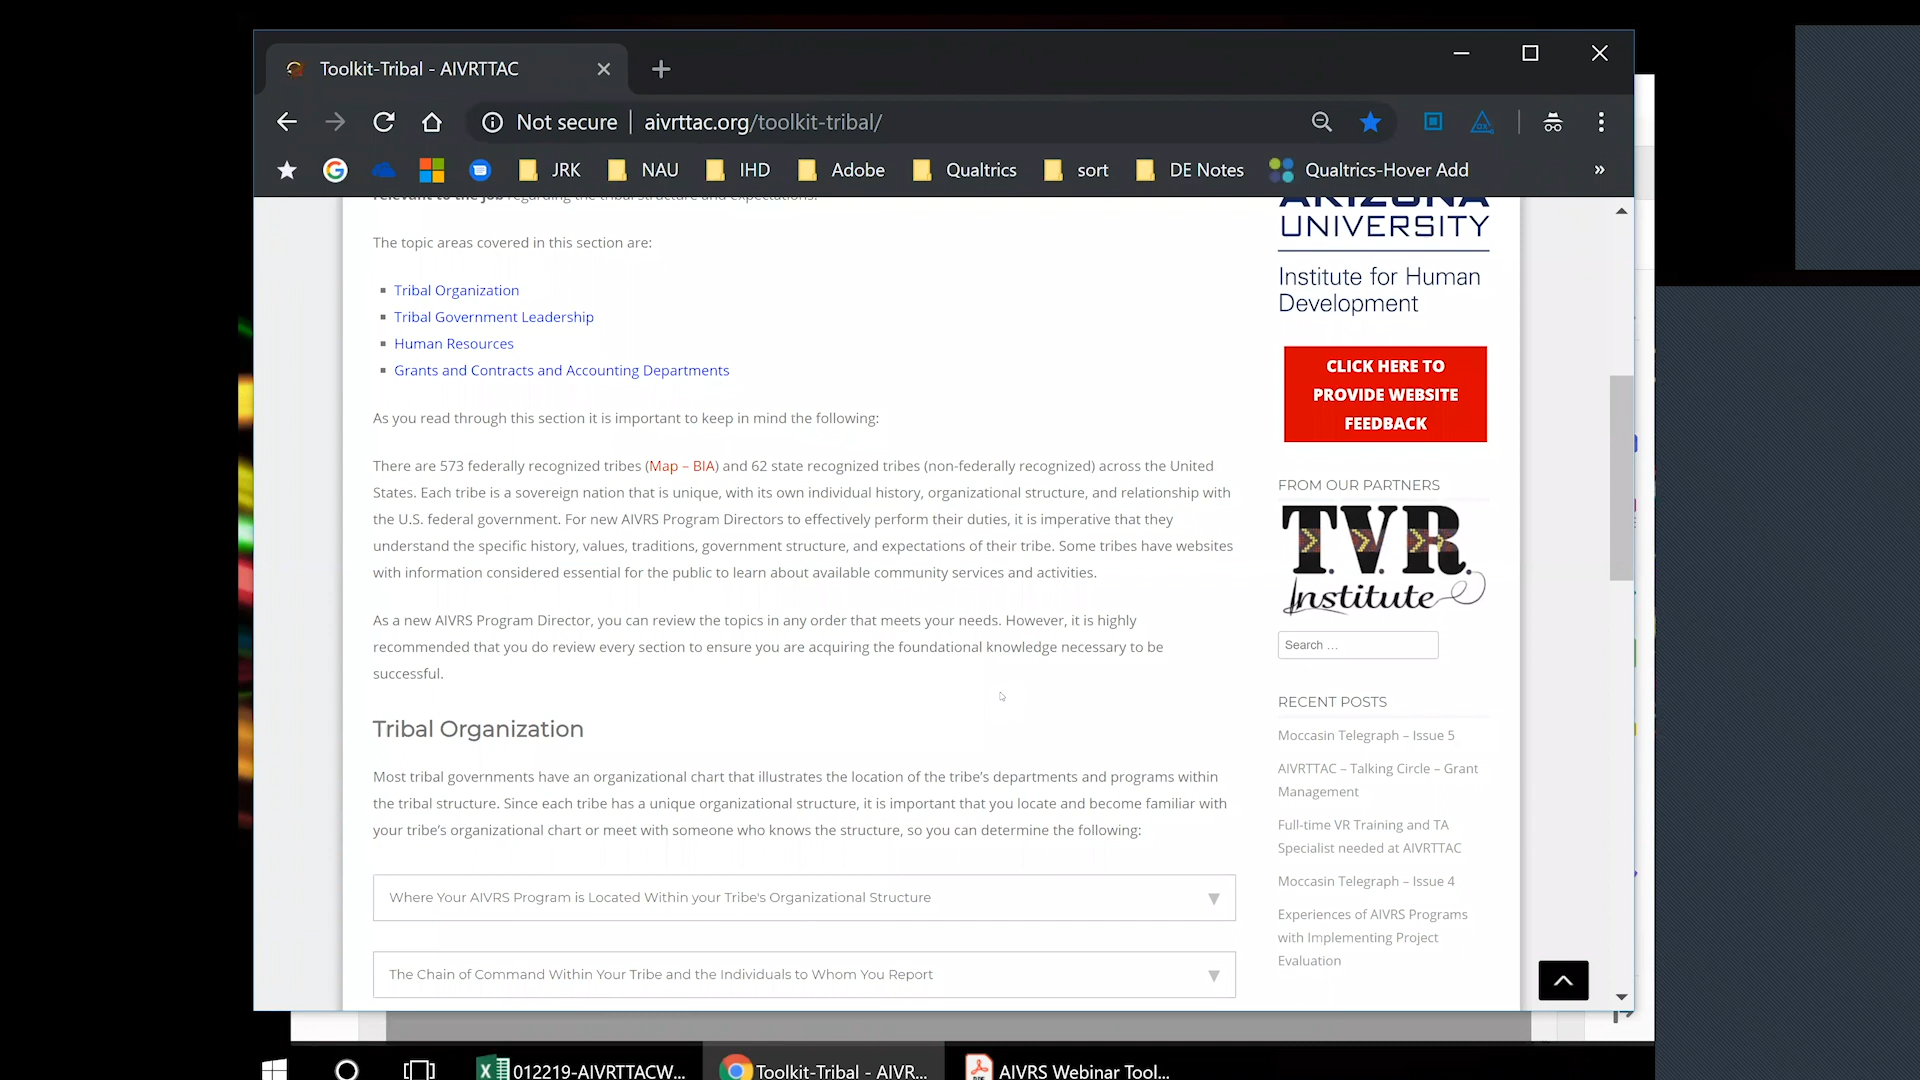 Toolkit-Tribal - AIVRTTAC
Not secure | aivrttac.org/toolkit-tribal/
JRK NAU IHD Adobe Qualtrics sort DE Notes Qualtrics-Hover Add »
relevant to the job regarding the tribal structure and expectations.
The topic areas covered in this section are:
Tribal Organization
Tribal Government Leadership
Human Resources
Grants and Contracts and Accounting Departments
As you read through this section it is important to keep in mind the following:
There are 573 federally recognized tribes (Map – BIA) and 62 state recognized tribes (non-federally recognized) across the United
States. Each tribe is a sovereign nation that is unique, with its own individual history, organizational structure, and relationship with
the U.S. federal government. For new AIVRS Program Directors to effectively perform their duties, it is imperative that they
understand the specific history, values, traditions, government structure, and expectations of their tribe. Some tribes have websites
with information considered essential for the public to learn about available community services and activities.
As a new AIVRS Program Director, you can review the topics in any order that meets your needs. However, it is highly
recommended that you do review every section to ensure you are acquiring the foundational knowledge necessary to be
successful.
Tribal Organization
Most tribal governments have an organizational chart that illustrates the location of the tribe's departments and programs within
the tribal structure. Since each tribe has a unique organizational structure, it is important that you locate and become familiar with
your tribe's organizational chart or meet with someone who knows the structure, so you can determine the following:
Where Your AIVRS Program is Located Within your Tribe's Organizational Structure
The Chain of Command Within Your Tribe and the Individuals to Whom You Report
ARIZONA
UNIVERSITY
Institute for Human
Development
CLICK HERE TO
PROVIDE WEBSITE
FEEDBACK
FROM OUR PARTNERS
T.V.R.
Institute
Search …
RECENT POSTS
Moccasin Telegraph – Issue 5
AIVRTTAC – Talking Circle – Grant
Management
Full-time VR Training and TA
Specialist needed at AIVRTTAC
Moccasin Telegraph – Issue 4
Experiences of AIVRS Programs
with Implementing Project
Evaluation
012219-AIVRTTACW... Toolkit-Tribal - AIVR... AIVRS Webinar Tool...